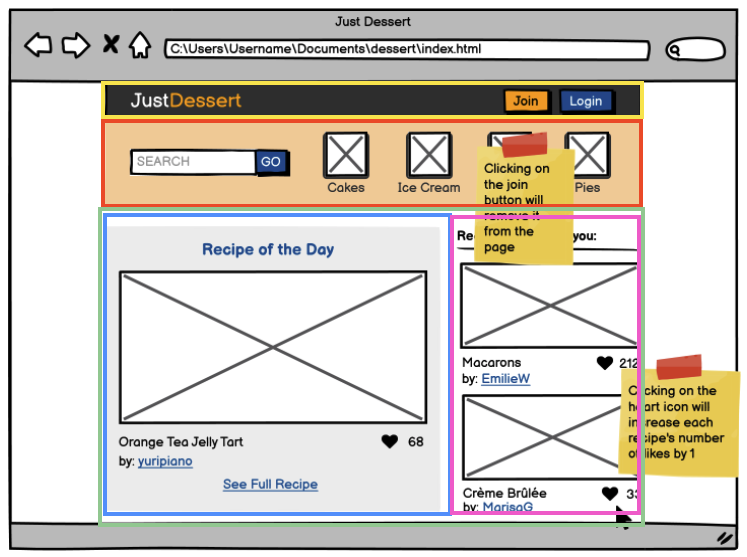 Just Dessert
C:\Users\Username\Documents\dessert\index.html
JustDessert
Join
Login
SEARCH
GO
Cakes
Ice Cream
Pies
Clicking on
the join
button will
remove it
from the
page
Recipe of the Day
you:
Orange Tea Jelly Tart
68
by: yuripiano
See Full Recipe
Macarons
212
by: EmilieW
Crème Brûlée
33
by: MarisaG
Clicking on the
heart icon will
increase each
recipe's number
of likes by 1